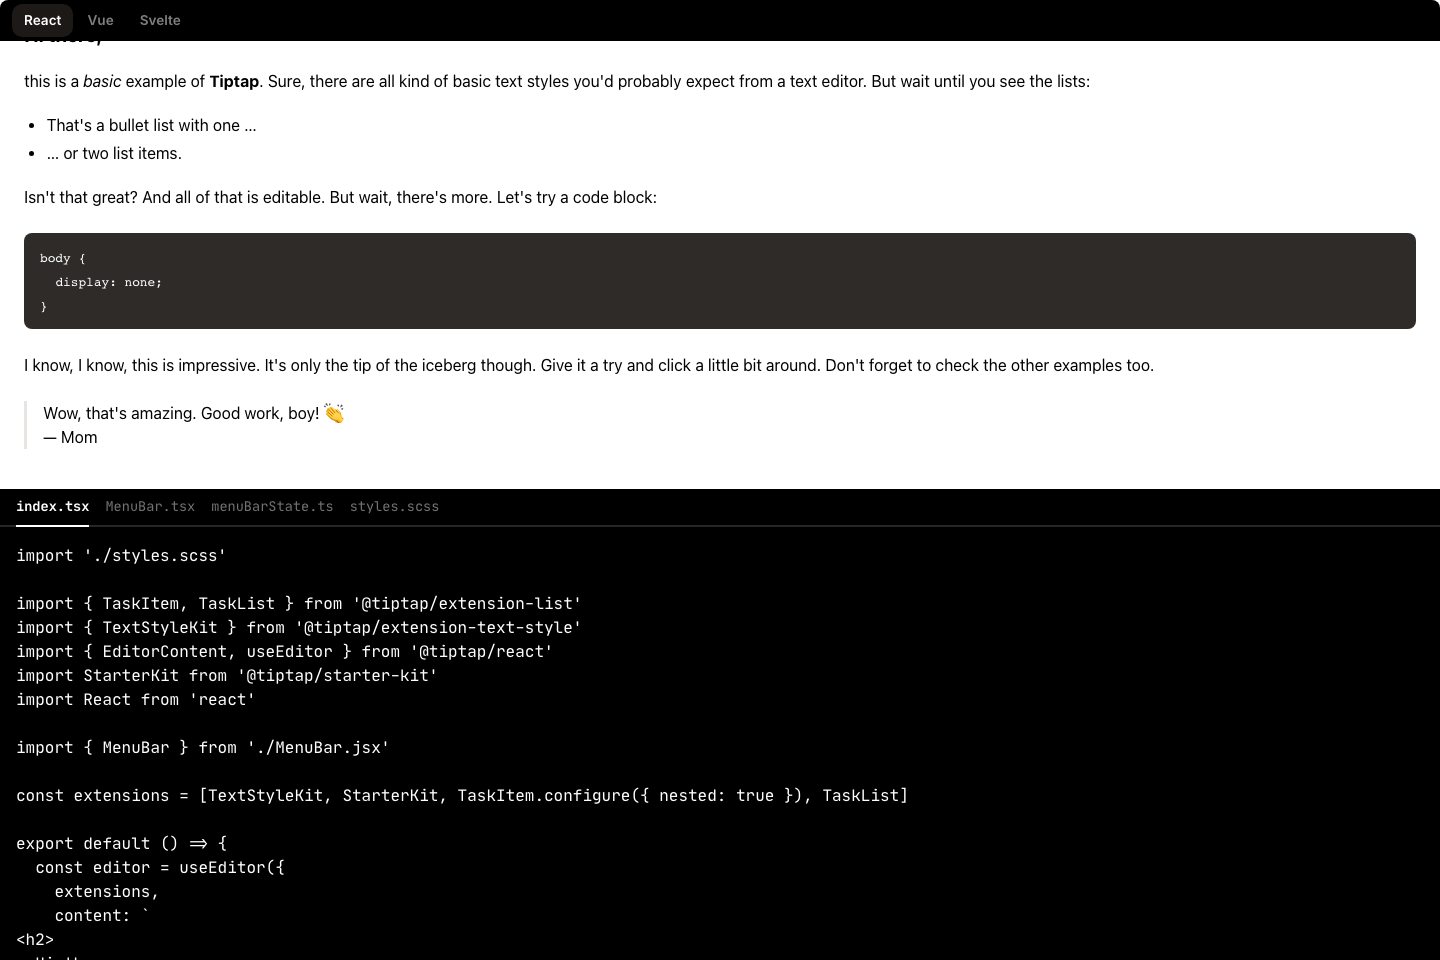 React Vue Svelte
this is a basic example of Tiptap. Sure, there are all kind of basic text styles you'd probably expect from a text editor. But wait until you see the lists:
• That's a bullet list with one …
• … or two list items.
Isn't that great? And all of that is editable. But wait, there's more. Let's try a code block:
body {
  display: none;
}
I know, I know, this is impressive. It's only the tip of the iceberg though. Give it a try and click a little bit around. Don't forget to check the other examples too.
Wow, that's amazing. Good work, boy! 👏
— Mom
index.tsx MenuBar.tsx menuBarState.ts styles.scss
import './styles.scss'
import { TaskItem, TaskList } from '@tiptap/extension-list'
import { TextStyleKit } from '@tiptap/extension-text-style'
import { EditorContent, useEditor } from '@tiptap/react'
import StarterKit from '@tiptap/starter-kit'
import React from 'react'
import { MenuBar } from './MenuBar.jsx'
const extensions = [TextStyleKit, StarterKit, TaskItem.configure({ nested: true }), TaskList]
export default () => {
  const editor = useEditor({
    extensions,
    content: `
<h2>